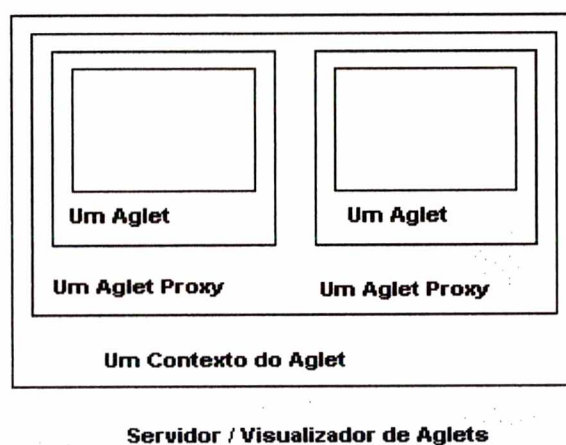 Um Aglet Um Aglet
Um Aglet Proxy Um Aglet Proxy
Um Contexto do Aglet
Servidor / Visualizador de Aglets